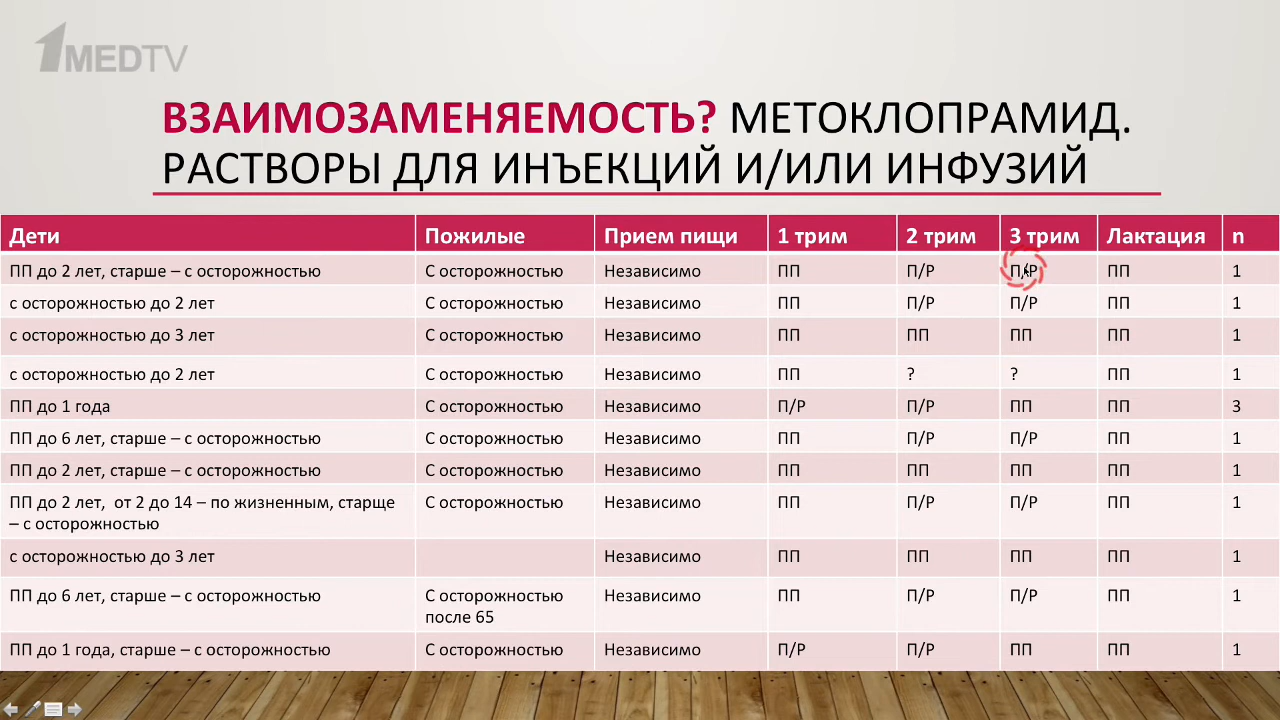 1MEDTV
ВЗАИМОЗАМЕНЯЕМОСТЬ? МЕТОКЛОПРАМИД.
РАСТВОРЫ ДЛЯ ИНЪЕКЦИЙ И/ИЛИ ИНФУЗИЙ
Дети Пожилые Прием пищи 1 трим 2 трим 3 трим Лактация n
ПП до 2 лет, старше – с осторожностью С осторожностью Независимо ПП П/Р П/Р ПП 1
с осторожностью до 2 лет С осторожностью Независимо ПП П/Р П/Р ПП 1
с осторожностью до 3 лет С осторожностью Независимо ПП ПП ПП ПП 1
с осторожностью до 2 лет С осторожностью Независимо ПП ? ? ПП 1
ПП до 1 года С осторожностью Независимо П/Р П/Р ПП ПП 3
ПП до 6 лет, старше – с осторожностью С осторожностью Независимо ПП П/Р П/Р ПП 1
ПП до 2 лет, старше – с осторожностью С осторожностью Независимо ПП ПП ПП ПП 1
ПП до 2 лет, от 2 до 14 – по жизненным, старще С осторожностью Независимо ПП П/Р П/Р ПП 1
– с осторожностью
с осторожностью до 3 лет Независимо ПП ПП ПП ПП 1
ПП до 6 лет, старше – с осторожностью С осторожностью Независимо ПП П/Р П/Р ПП 1
после 65
ПП до 1 года, старше – с осторожностью С осторожностью Независимо П/Р П/Р ПП ПП 1